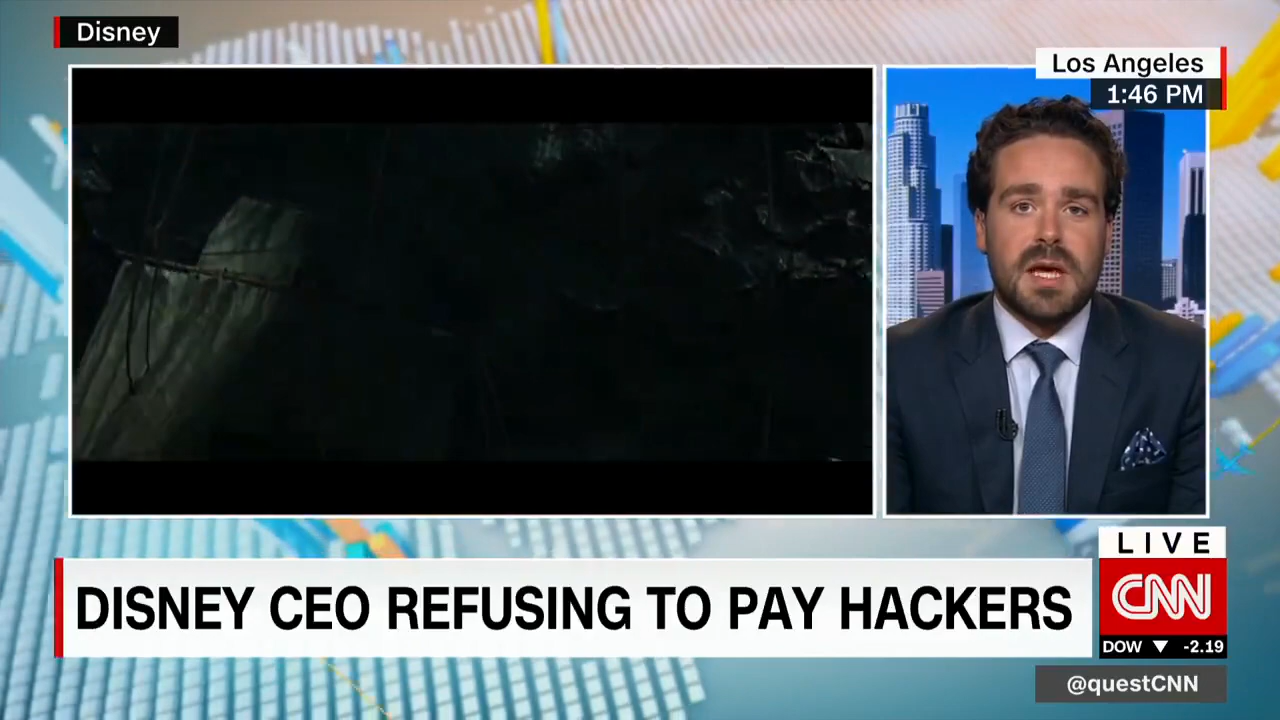 Disney
Los Angeles
1:46 PM
DISNEY CEO REFUSING TO PAY HACKERS
LIVE
CNN
DOW ▼ -2.19
@questCNN